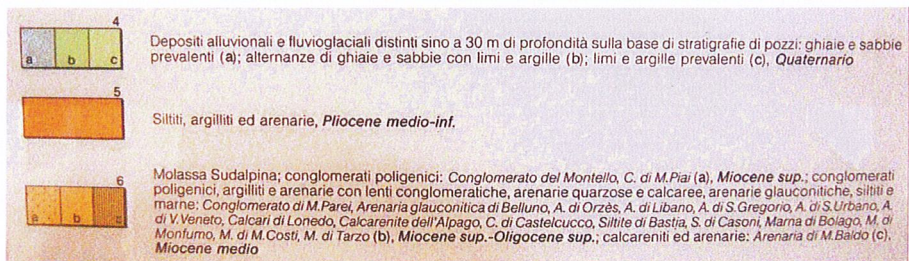 4
a b c
Depositi alluvionali e fluvioglaciali distinti sino a 30 m di profondità sulla base di stratigrafie di pozzi: ghiaie e sabbie
prevalenti (a); alternanze di ghiaie e sabbie con limi e argille (b); limi e argille prevalenti (c), Quaternario
5
Siltiti, argilliti ed arenarie, Pliocene medio-inf.
6
a b c
Molassa Sudalpina; conglomerati poligenici: Conglomerato del Montello, C. di M.Piai (a), Miocene sup.; conglomerati
poligenici, argilliti e arenarie con lenti conglomeratiche, arenarie quarzose e calcaree, arenarie glauconitiche, siltiti e
marne: Conglomerato di M.Parei, Arenaria glauconitica di Belluno, A. di Orzès, A. di Libano, A. di S.Gregorio, A. di S.Urbano, A.
di V.Veneto, Calcari di Lonedo, Calcarenite dell'Alpago, C. di Castelcucco, Siltite di Bastia, S. di Casoni, Marna di Bolago, M. di
Monfumo, M. di M.Costi, M. di Tarzo (b), Miocene sup.-Oligocene sup.; calcareniti ed arenarie: Arenaria di M.Baldo (c),
Miocene medio